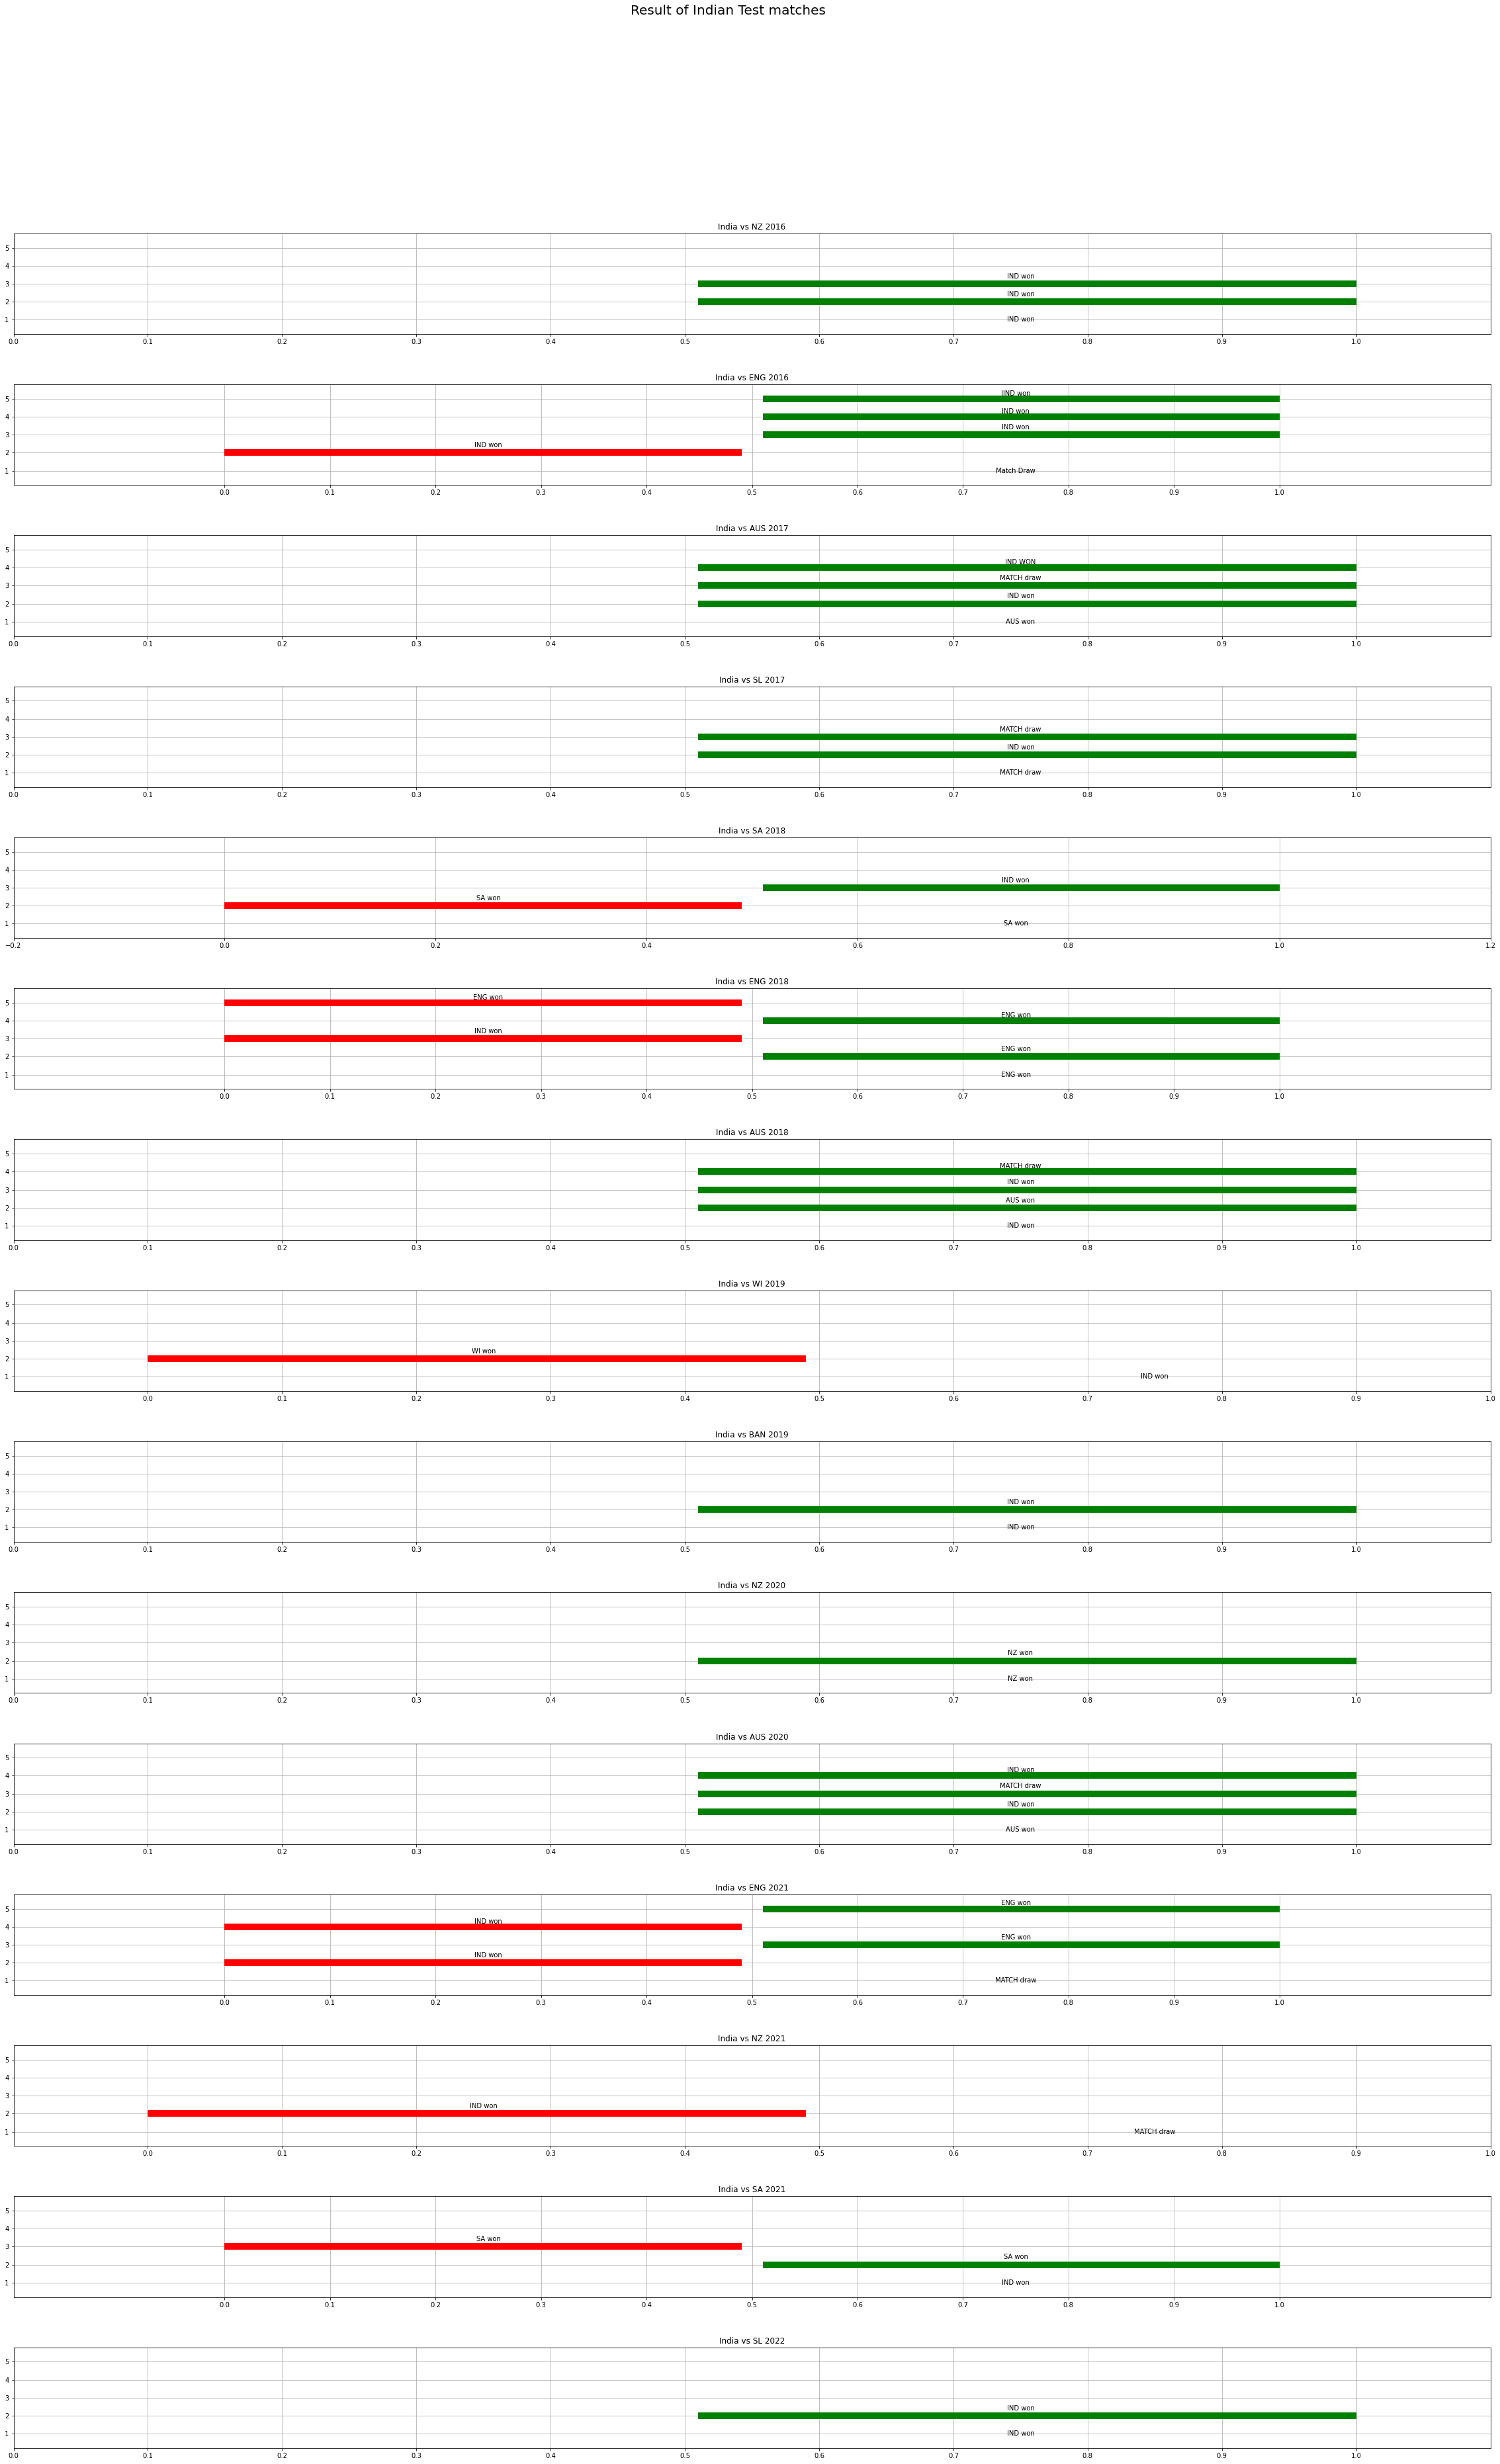 Result of Indian Test matches
India vs NZ 2016
5
4
IND won
3
IND won
2
IND won
1
0.0 0.1 0.2 0.3 0.4 0.5 0.6 0.7 0.8 0.9 1.0
India vs ENG 2016
IIND won
5
IND won
4
IND won
3
IND won
2
Match Draw
1
0.0 0.1 0.2 0.3 0.4 0.5 0.6 0.7 0.8 0.9 1.0
India vs AUS 2017
5
IND WON
4
MATCH draw
3
IND won
2
AUS won
1
0.0 0.1 0.2 0.3 0.4 0.5 0.6 0.7 0.8 0.9 1.0
India vs SL 2017
5
4
MATCH draw
3
IND won
2
MATCH draw
1
0.0 0.1 0.2 0.3 0.4 0.5 0.6 0.7 0.8 0.9 1.0
India vs SA 2018
5
4
IND won
3
SA won
2
SA won
1
−0.2 0.0 0.2 0.4 0.6 0.8 1.0 1.2
India vs ENG 2018
ENG won
5
ENG won
4
IND won
3
ENG won
2
ENG won
1
0.0 0.1 0.2 0.3 0.4 0.5 0.6 0.7 0.8 0.9 1.0
India vs AUS 2018
5
MATCH draw
4
IND won
3
AUS won
2
IND won
1
0.0 0.1 0.2 0.3 0.4 0.5 0.6 0.7 0.8 0.9 1.0
India vs WI 2019
5
4
3
WI won
2
IND won
1
0.0 0.1 0.2 0.3 0.4 0.5 0.6 0.7 0.8 0.9 1.0
India vs BAN 2019
5
4
3
IND won
2
IND won
1
0.0 0.1 0.2 0.3 0.4 0.5 0.6 0.7 0.8 0.9 1.0
India vs NZ 2020
5
4
3
NZ won
2
NZ won
1
0.0 0.1 0.2 0.3 0.4 0.5 0.6 0.7 0.8 0.9 1.0
India vs AUS 2020
5
IND won
4
MATCH draw
3
IND won
2
AUS won
1
0.0 0.1 0.2 0.3 0.4 0.5 0.6 0.7 0.8 0.9 1.0
India vs ENG 2021
ENG won
5
IND won
4
ENG won
3
IND won
2
MATCH draw
1
0.0 0.1 0.2 0.3 0.4 0.5 0.6 0.7 0.8 0.9 1.0
India vs NZ 2021
5
4
3
IND won
2
MATCH draw
1
0.0 0.1 0.2 0.3 0.4 0.5 0.6 0.7 0.8 0.9 1.0
India vs SA 2021
5
4
SA won
3
SA won
2
IND won
1
0.0 0.1 0.2 0.3 0.4 0.5 0.6 0.7 0.8 0.9 1.0
India vs SL 2022
5
4
3
IND won
2
IND won
1
0.0 0.1 0.2 0.3 0.4 0.5 0.6 0.7 0.8 0.9 1.0